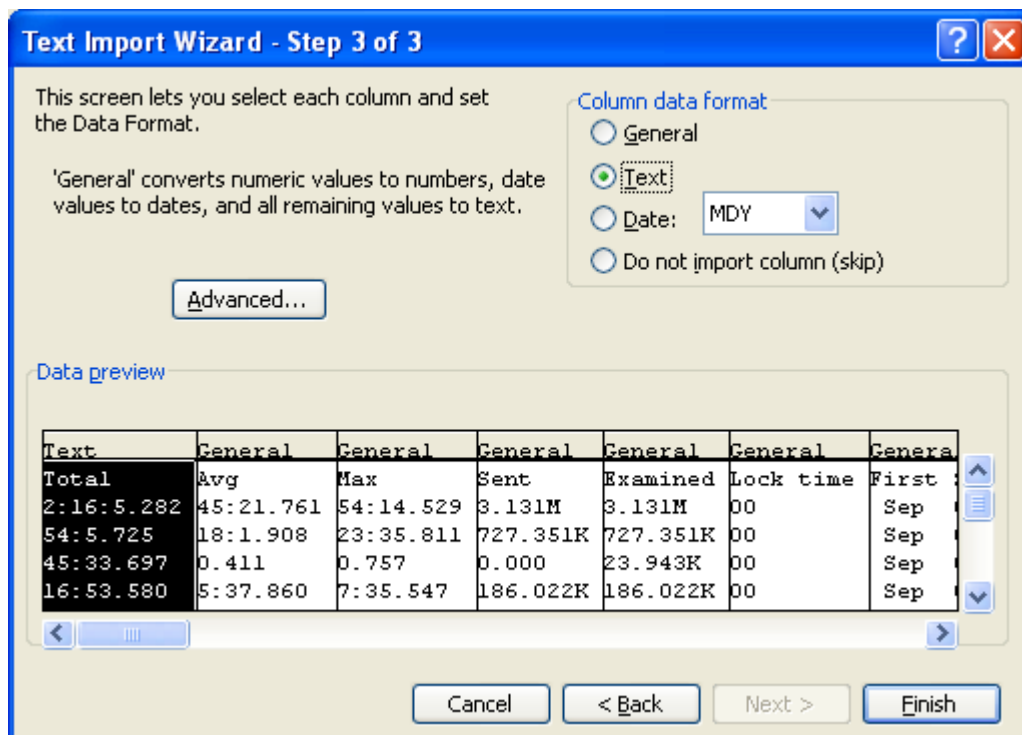 Text Import Wizard - Step 3 of 3
This screen lets you select each column and set
the Data Format.
'General' converts numeric values to numbers, date
values to dates, and all remaining values to text.
Advanced...
Column data format
General
Text
Date: MDY
Do not import column (skip)
Data preview
Text General General General General General Genera
Total Avg Max Sent Examined Lock time First
2:16:5.282 45:21.761 54:14.529 3.131M 3.131M 00 Sep
54:5.725 18:1.908 23:35.811 727.351K 727.351K 00 Sep
45:33.697 0.411 0.757 0.000 23.943K 00 Sep
16:53.580 5:37.860 7:35.547 186.022K 186.022K 00 Sep
Cancel < Back Next > Finish